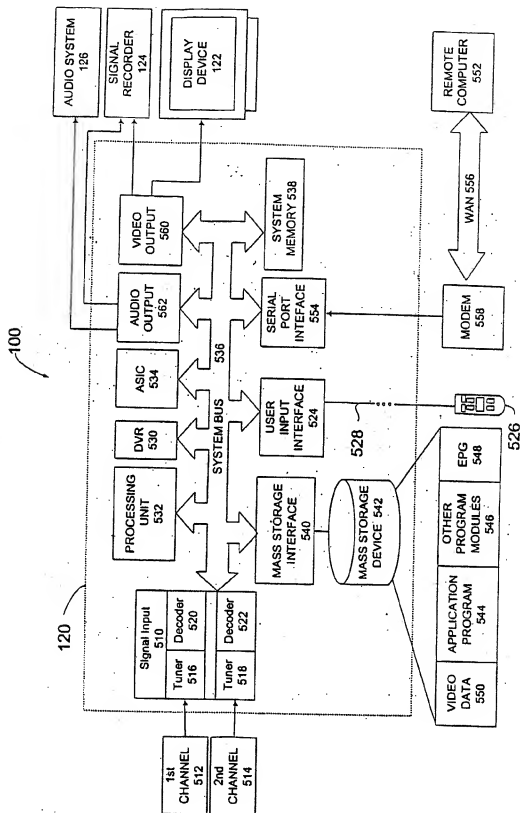 100
120
AUDIO SYSTEM
126
SIGNAL
RECORDER
124
DISPLAY
DEVICE
122
VIDEO
OUTPUT
560
AUDIO
OUTPUT
562
ASIC
534
DVR
530
PROCESSING
UNIT
532
SYSTEM BUS
536
Signal Input
510
Tuner
516
Decoder
520
Tuner
518
Decoder
522
1st
CHANNEL
512
2nd
CHANNEL
514
MASS STORAGE
INTERFACE
540
USER
INPUT
INTERFACE
524
SERIAL
PORT
INTEFACE
554
SYSTEM
MEMORY 538
MASS STORAGE
DEVICE 542
528
526
MODEM
558
WAN 556
REMOTE
COMPUTER
552
VIDEO
DATA
550
APPLICATION
PROGRAM
544
OTHER
PROGRAM
MODULES
546
EPG
548